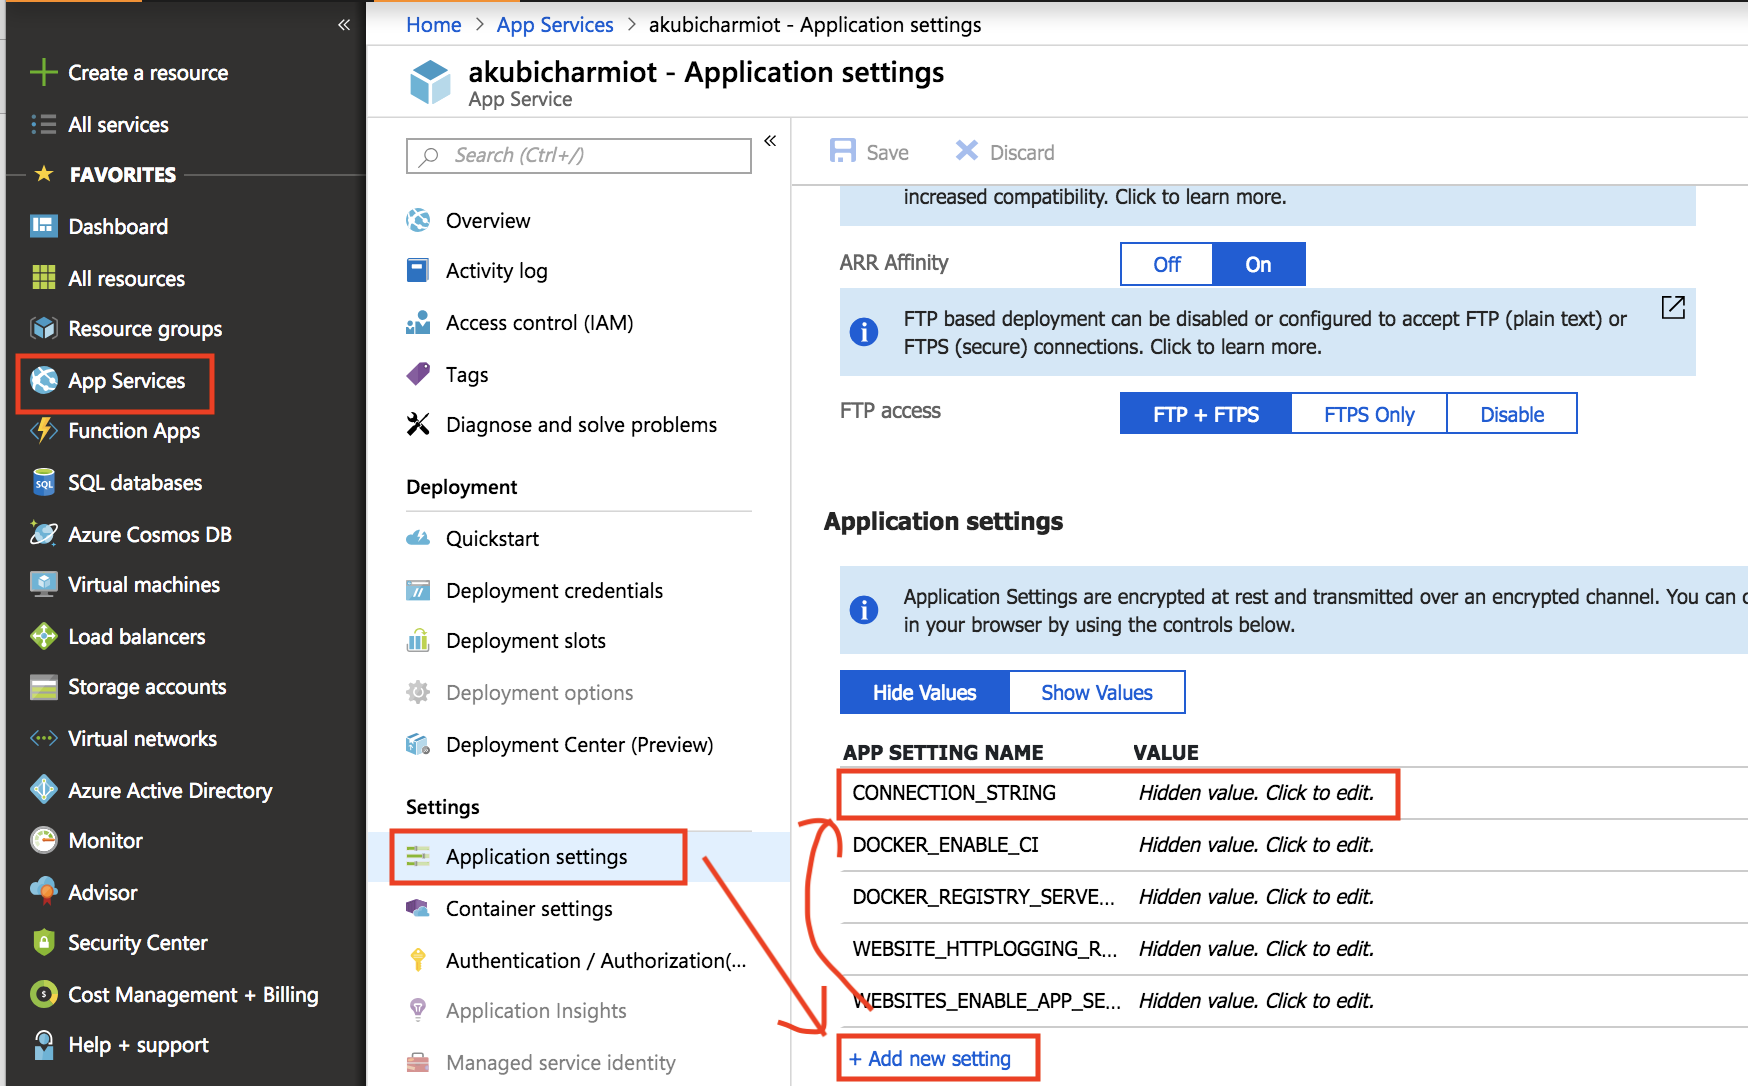 «
Create a resource
All services
FAVORITES
Dashboard
All resources
Resource groups
App Services
Function Apps
SQL
SQL databases
Azure Cosmos DB
Virtual machines
Load balancers
Storage accounts
Virtual networks
Azure Active Directory
Monitor
Advisor
Security Center
Cost Management + Billing
Help + support
Home > App Services > akubicharmiot - Application settings
akubicharmiot - Application settings
App Service
Search (Ctrl+/)
«
Overview
Activity log
Access control (IAM)
Tags
Diagnose and solve problems
Deployment
Quickstart
Deployment credentials
Deployment slots
Deployment options
Deployment Center (Preview)
Settings
Application settings
Container settings
Authentication / Authorization(...
Application Insights
Managed service identity
Save Discard
increased compatibility. Click to learn more.
ARR Affinity Off On
FTP based deployment can be disabled or configured to accept FTP (plain text) or
FTPS (secure) connections. Click to learn more.
FTP access FTP + FTPS FTPS Only Disable
Application settings
Application Settings are encrypted at rest and transmitted over an encrypted channel. You can
in your browser by using the controls below.
Hide Values Show Values
APP SETTING NAME VALUE
CONNECTION_STRING Hidden value. Click to edit.
DOCKER_ENABLE_CI Hidden value. Click to edit.
DOCKER_REGISTRY_SERVE... Hidden value. Click to edit.
WEBSITE_HTTPLOGGING_R... Hidden value. Click to edit.
WEBSITES_ENABLE_APP_SE... Hidden value. Click to edit.
+ Add new setting